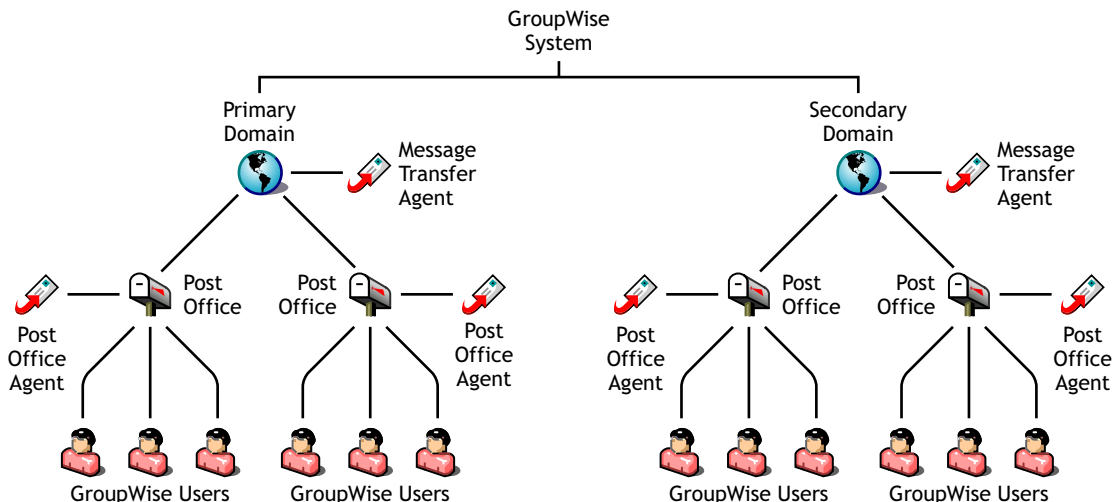 GroupWise
System
Primary
Domain
Secondary
Domain
Message
Transfer
Agent
Message
Transfer
Agent
Post
Office
Post
Office
Post
Office
Post
Office
Post
Office
Agent
Post
Office
Agent
Post
Office
Agent
Post
Office
Agent
GroupWise Users
GroupWise Users
GroupWise Users
GroupWise Users